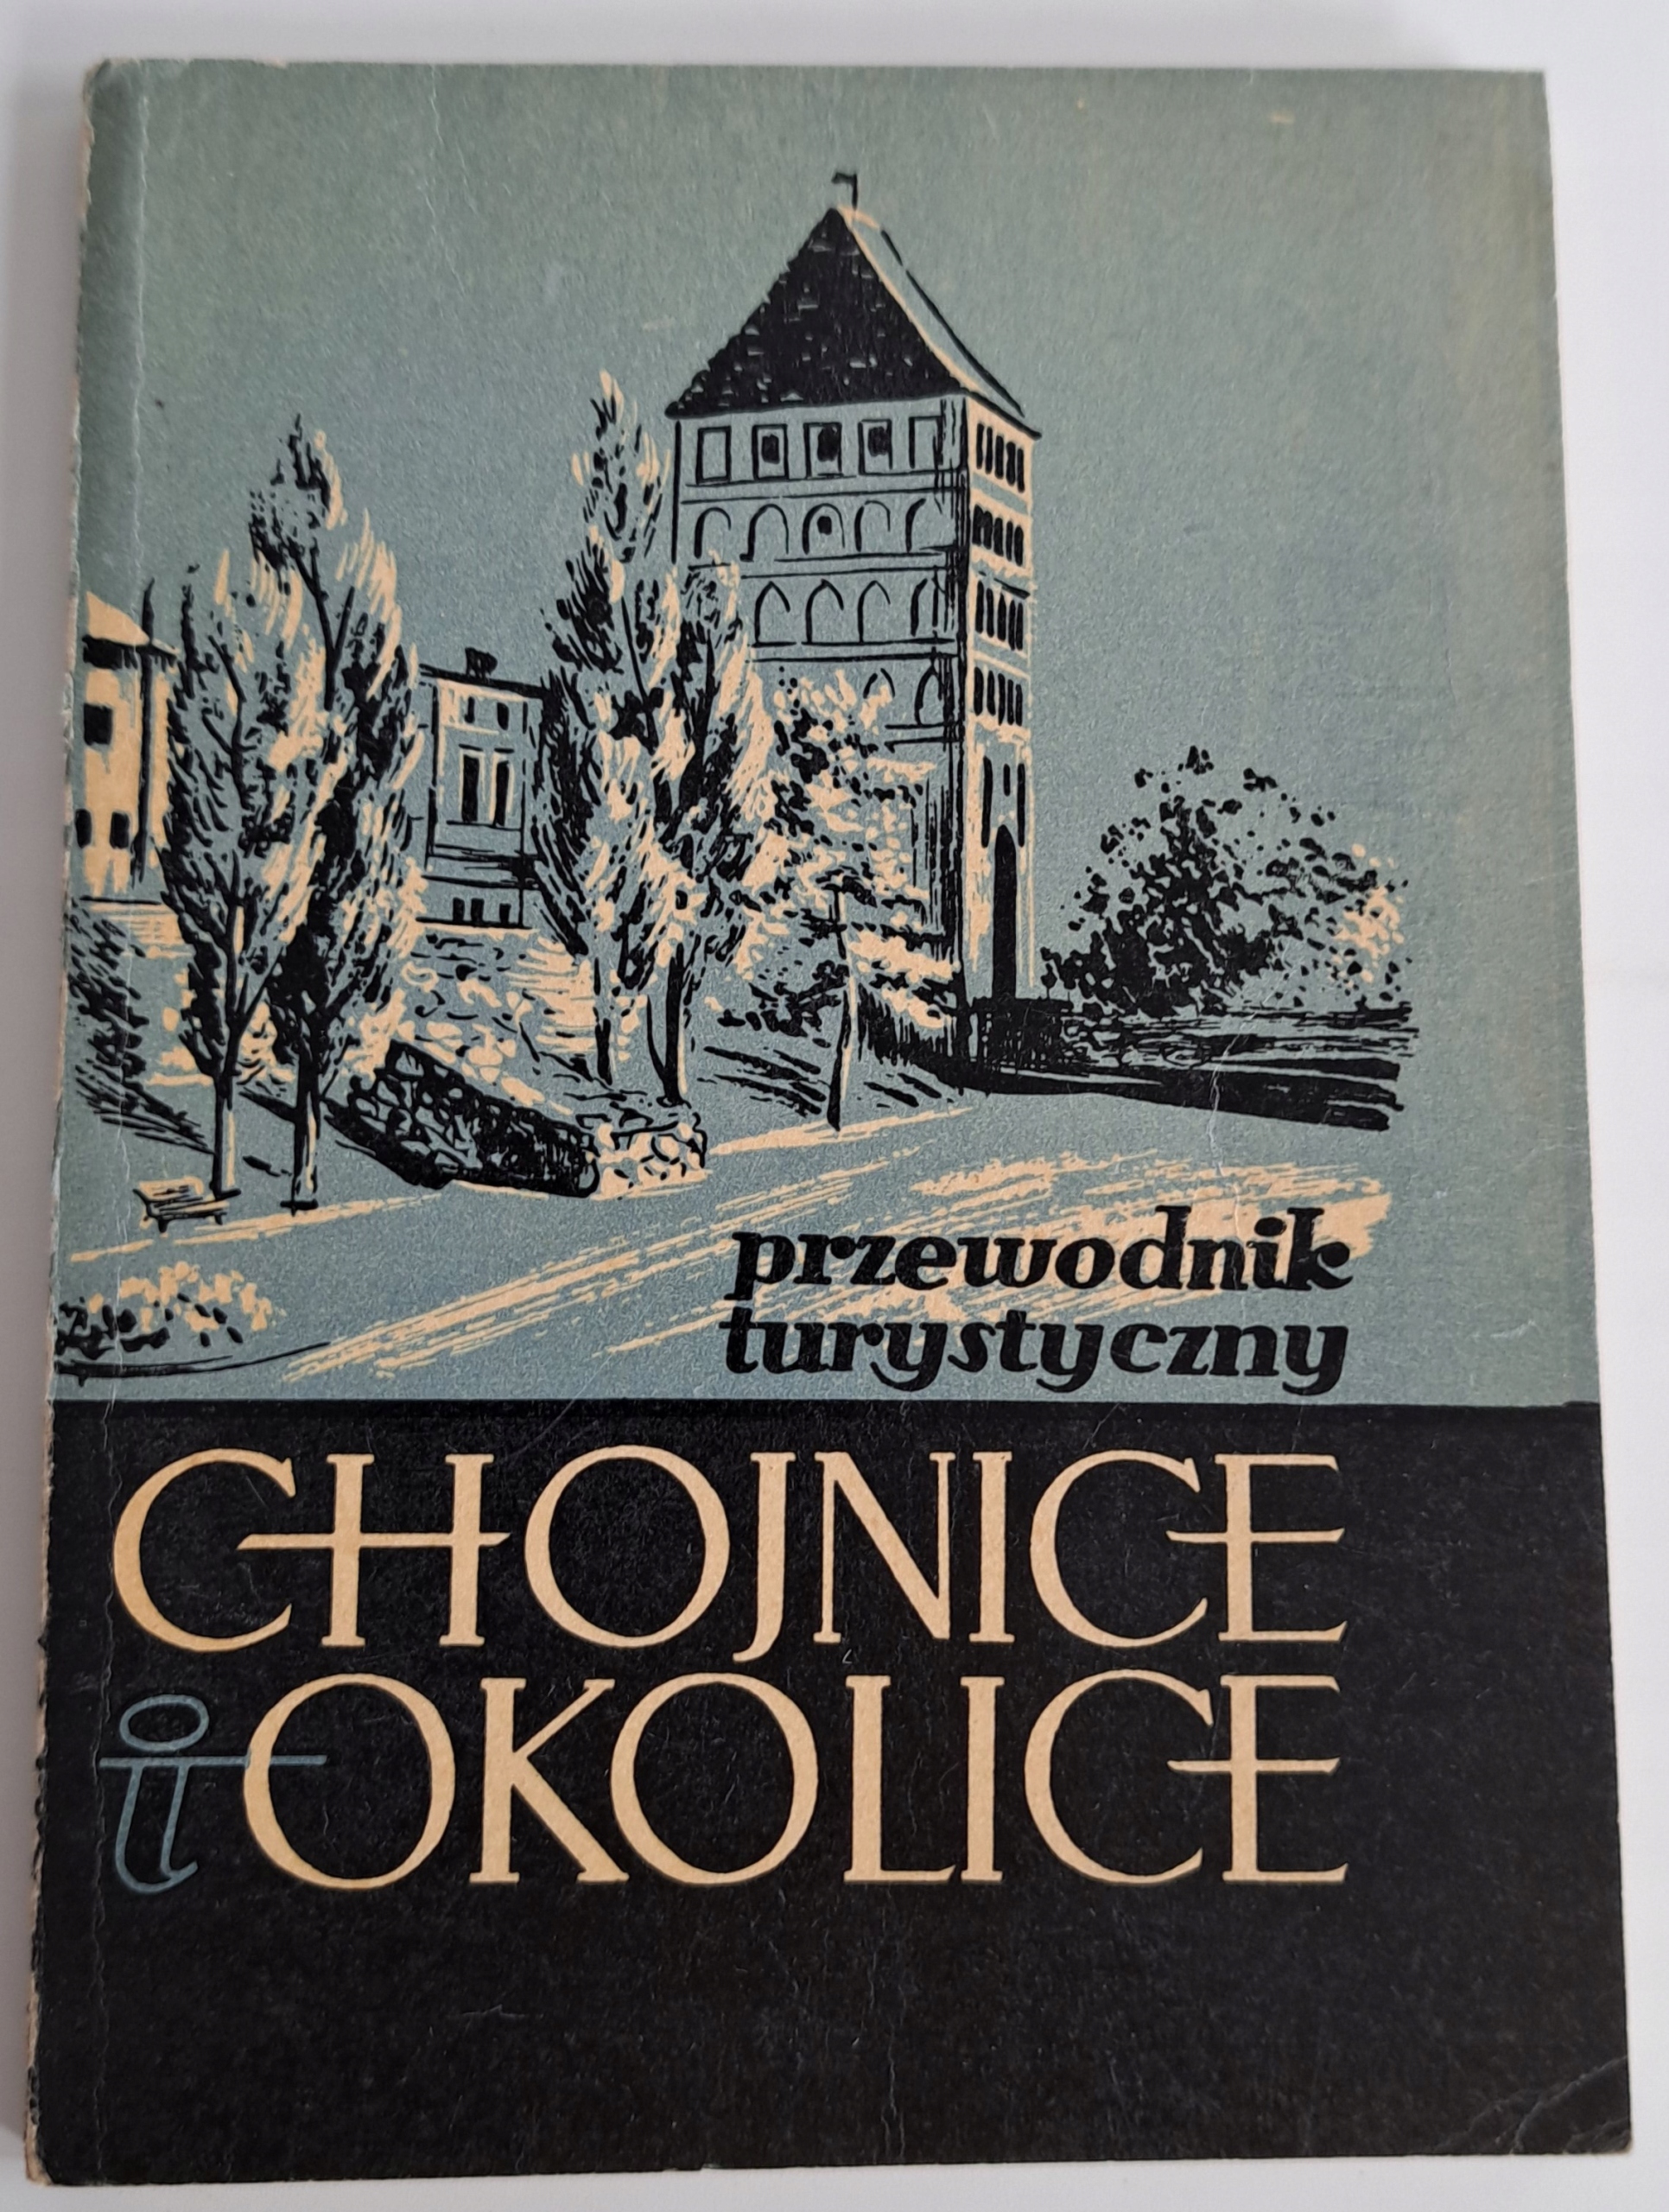 przewodnik
turystyczny
CHOJNICE
i OKOLICE